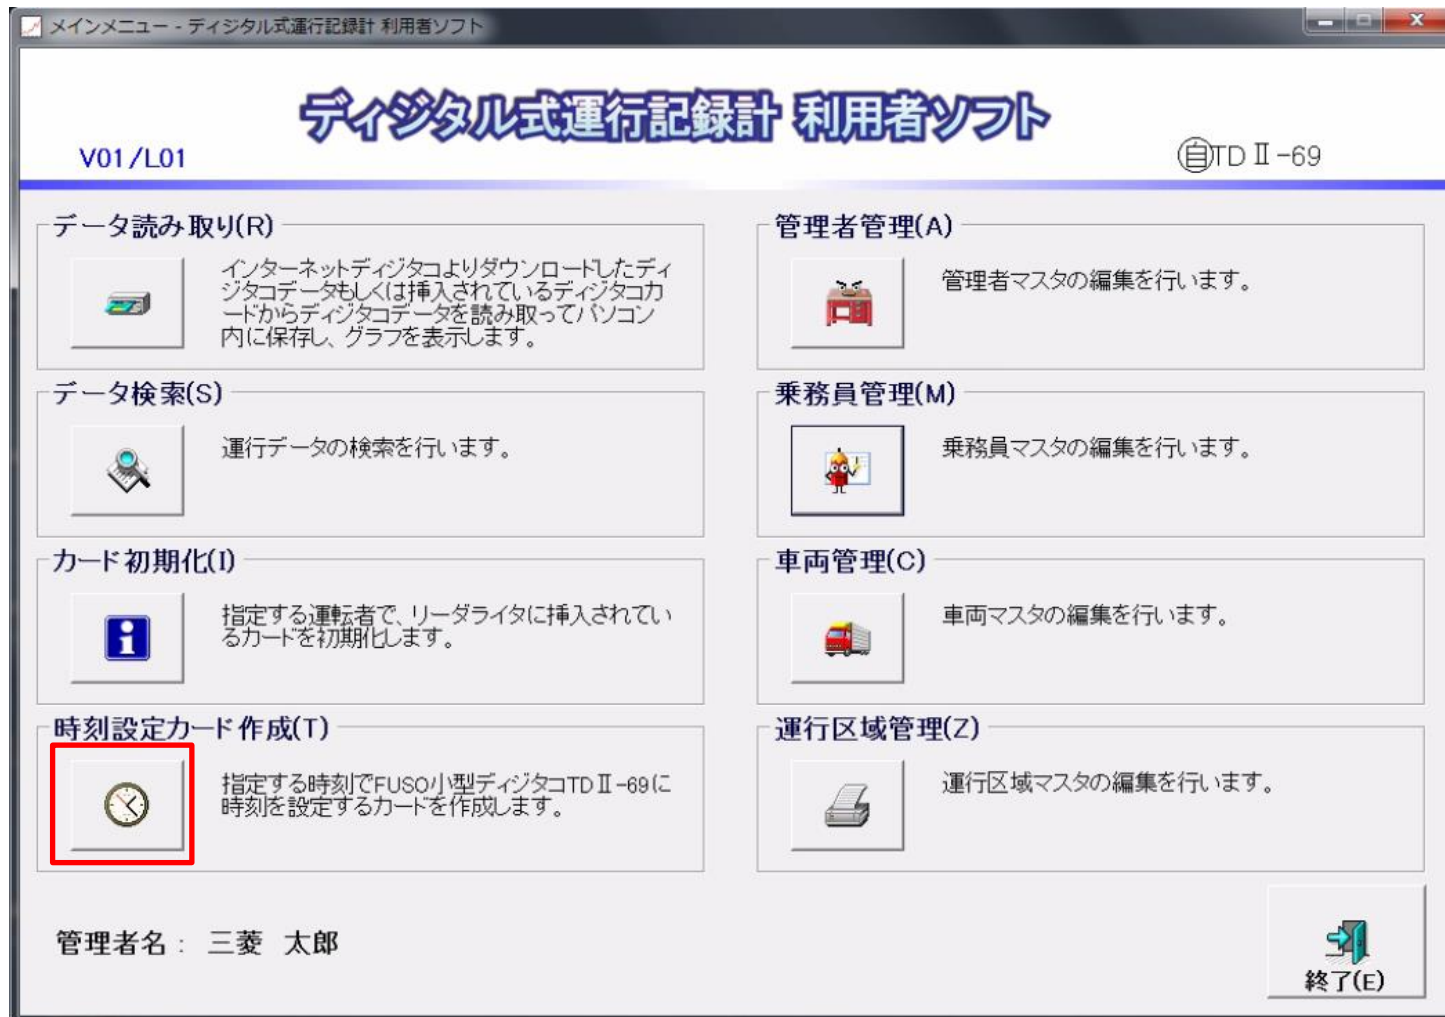 メインメニュー - ディジタル式運行記録計 利用者ソフト
ディジタル式運行記録計 利用者ソフト
V01/L01
自TDⅡ-69
データ読み取り(R)
インターネットディジタコよりダウンロードしたディ
ジタコデータもしくは挿入されているディジタコカ
ードからディジタコデータを読み取ってパソコン
内に保存し、グラフを表示します。
データ検索(S)
運行データの検索を行います。
カード初期化(I)
指定する運転者で、リーダライタに挿入されてい
るカードを初期化します。
時刻設定カード作成(T)
指定する時刻でFUSO小型ディジタコTDⅡ-69に
時刻を設定するカードを作成します。
管理者管理(A)
管理者マスタの編集を行います。
乗務員管理(M)
乗務員マスタの編集を行います。
車両管理(C)
車両マスタの編集を行います。
運行区域管理(Z)
運行区域マスタの編集を行います。
管理者名: 三菱 太郎
終了(E)